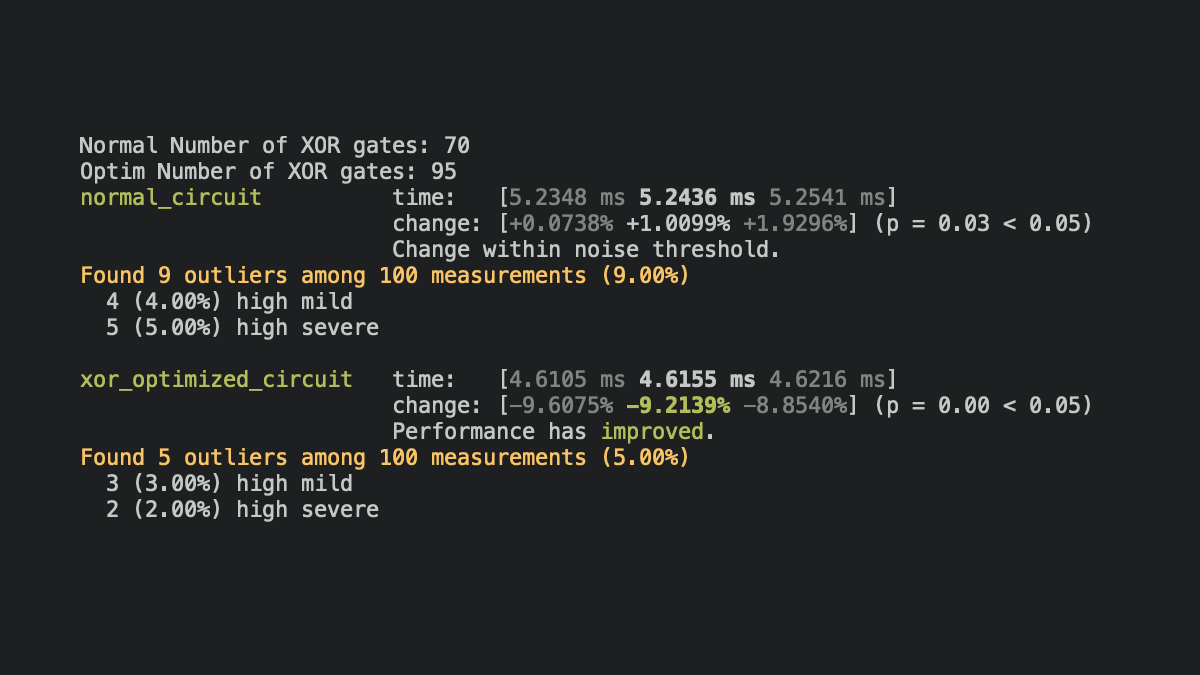 Normal Number of XOR gates: 70
Optim Number of XOR gates: 95
normal_circuit time: [5.2348 ms 5.2436 ms 5.2541 ms]
change: [+0.0738% +1.0099% +1.9296%] (p = 0.03 < 0.05)
Change within noise threshold.
Found 9 outliers among 100 measurements (9.00%)
4 (4.00%) high mild
5 (5.00%) high severe
xor_optimized_circuit time: [4.6105 ms 4.6155 ms 4.6216 ms]
change: [−9.6075% −9.2139% −8.8540%] (p = 0.00 < 0.05)
Performance has improved.
Found 5 outliers among 100 measurements (5.00%)
3 (3.00%) high mild
2 (2.00%) high severe